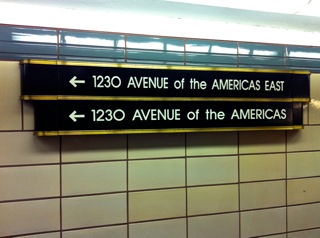 ← 1230 AVENUE of the AMERICAS EAST
← 1230 AVENUE of the AMERICAS